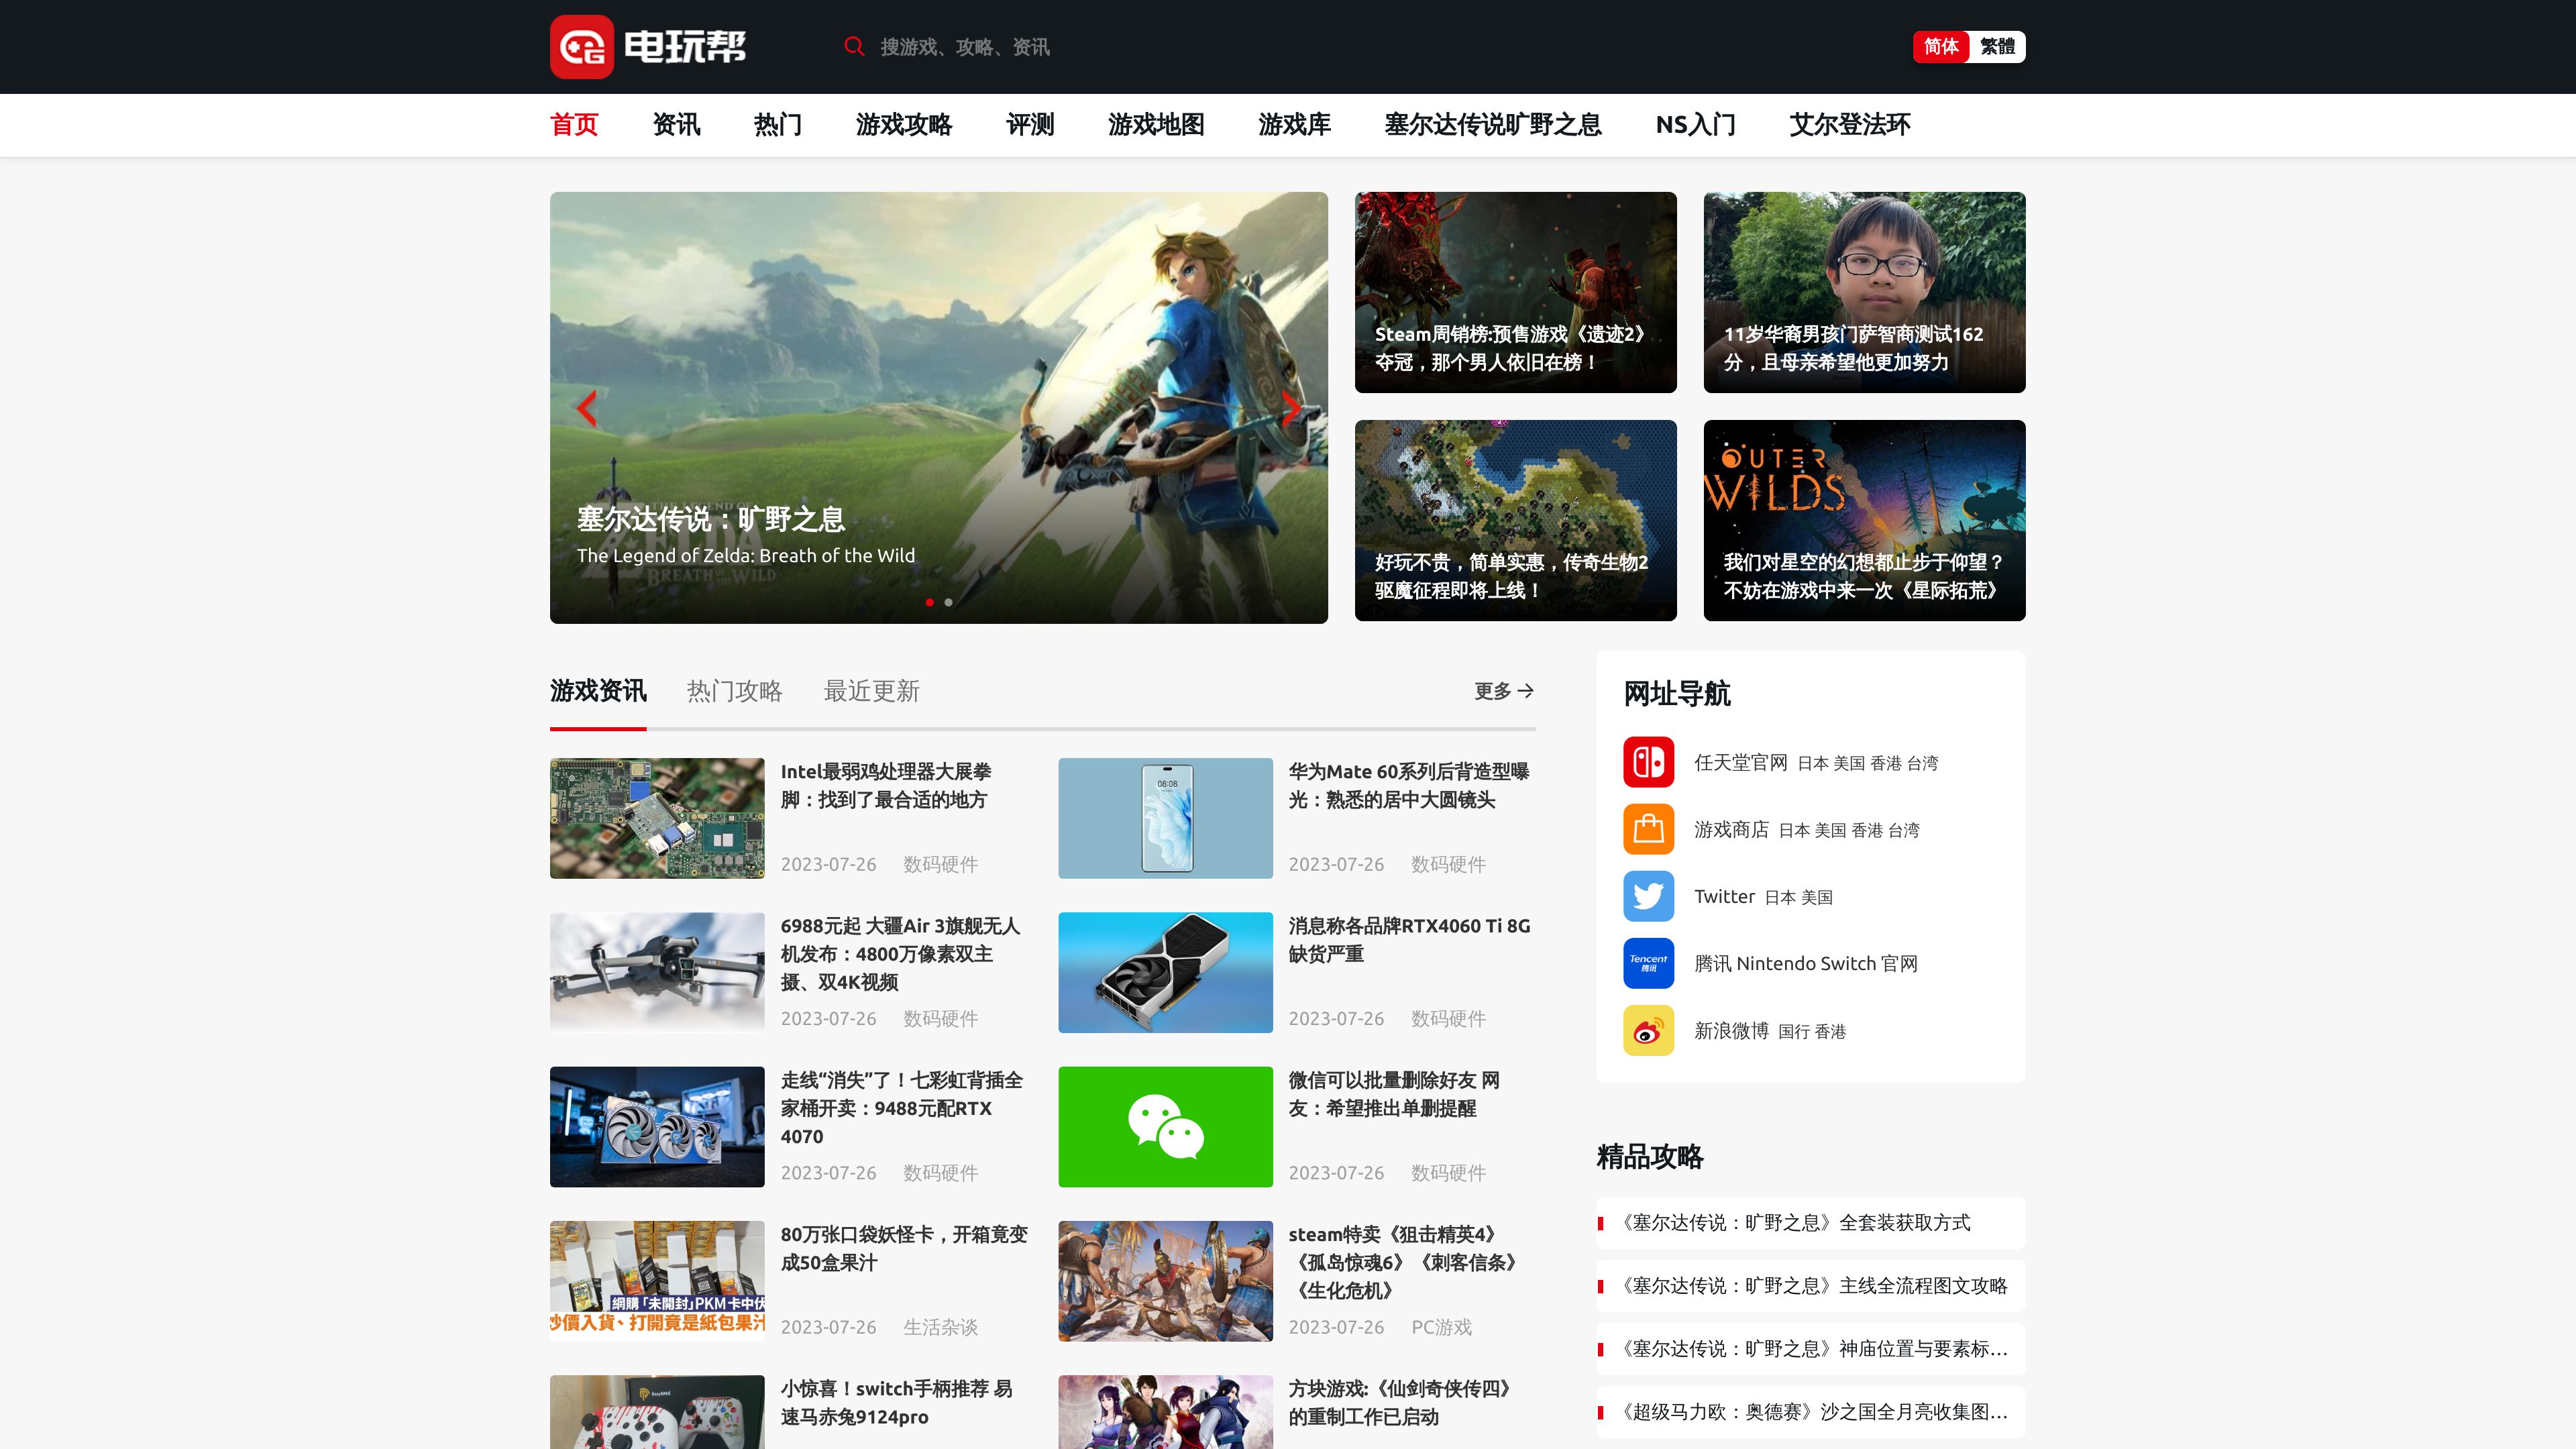 电玩帮
搜游戏、攻略、资讯
简体 繁體
首页 资讯 热门 游戏攻略 评测 游戏地图 游戏库 塞尔达传说旷野之息 NS入门 艾尔登法环
塞尔达传说：旷野之息
The Legend of Zelda: Breath of the Wild
Steam周销榜:预售游戏《遗迹2》
夺冠，那个男人依旧在榜！
11岁华裔男孩门萨智商测试162
分，且母亲希望他更加努力
好玩不贵，简单实惠，传奇生物2
驱魔征程即将上线！
OUTER
WILDS
我们对星空的幻想都止步于仰望？
不妨在游戏中来一次《星际拓荒》
游戏资讯 热门攻略 最近更新 更多
Intel最弱鸡处理器大展拳
脚：找到了最合适的地方
2023-07-26 数码硬件
08:08
华为Mate 60系列后背造型曝
光：熟悉的居中大圆镜头
2023-07-26 数码硬件
6988元起 大疆Air 3旗舰无人
机发布：4800万像素双主
摄、双4K视频
2023-07-26 数码硬件
消息称各品牌RTX4060 Ti 8G
缺货严重
2023-07-26 数码硬件
走线“消失”了！七彩虹背插全
家桶开卖：9488元配RTX
4070
2023-07-26 数码硬件
微信可以批量删除好友 网
友：希望推出单删提醒
2023-07-26 数码硬件
網購「未開封」PKM卡中伏
炒價入貨、打開竟是紙包果汁
80万张口袋妖怪卡，开箱竟变
成50盒果汁
2023-07-26 生活杂谈
steam特卖《狙击精英4》
《孤岛惊魂6》《刺客信条》
《生化危机》
2023-07-26 PC游戏
小惊喜！switch手柄推荐 易
速马赤兔9124pro
方块游戏:《仙剑奇侠传四》
的重制工作已启动
网址导航
任天堂官网 日本 美国 香港 台湾
游戏商店 日本 美国 香港 台湾
Twitter 日本 美国
Tencent
腾讯
腾讯 Nintendo Switch 官网
新浪微博 国行 香港
精品攻略
《塞尔达传说：旷野之息》全套装获取方式
《塞尔达传说：旷野之息》主线全流程图文攻略
《塞尔达传说：旷野之息》神庙位置与要素标...
《超级马力欧：奥德赛》沙之国全月亮收集图...